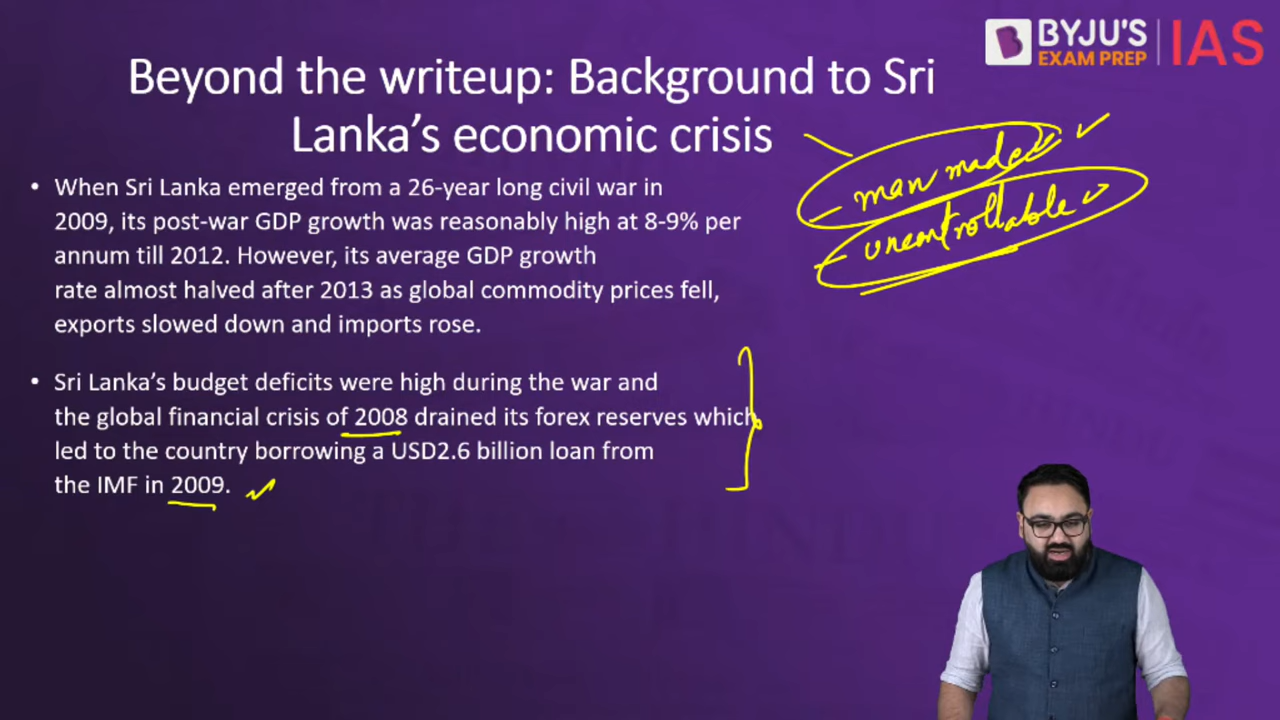 BYJU'S
EXAM PREP
IAS
Beyond the writeup: Background to Sri
Lanka's economic crisis
- man made
- uncontrollable
• When Sri Lanka emerged from a 26-year long civil war in
2009, its post-war GDP growth was reasonably high at 8-9% per
annum till 2012. However, its average GDP growth
rate almost halved after 2013 as global commodity prices fell,
exports slowed down and imports rose.
• Sri Lanka's budget deficits were high during the war and
the global financial crisis of 2008 drained its forex reserves which
led to the country borrowing a USD2.6 billion loan from
the IMF in 2009.